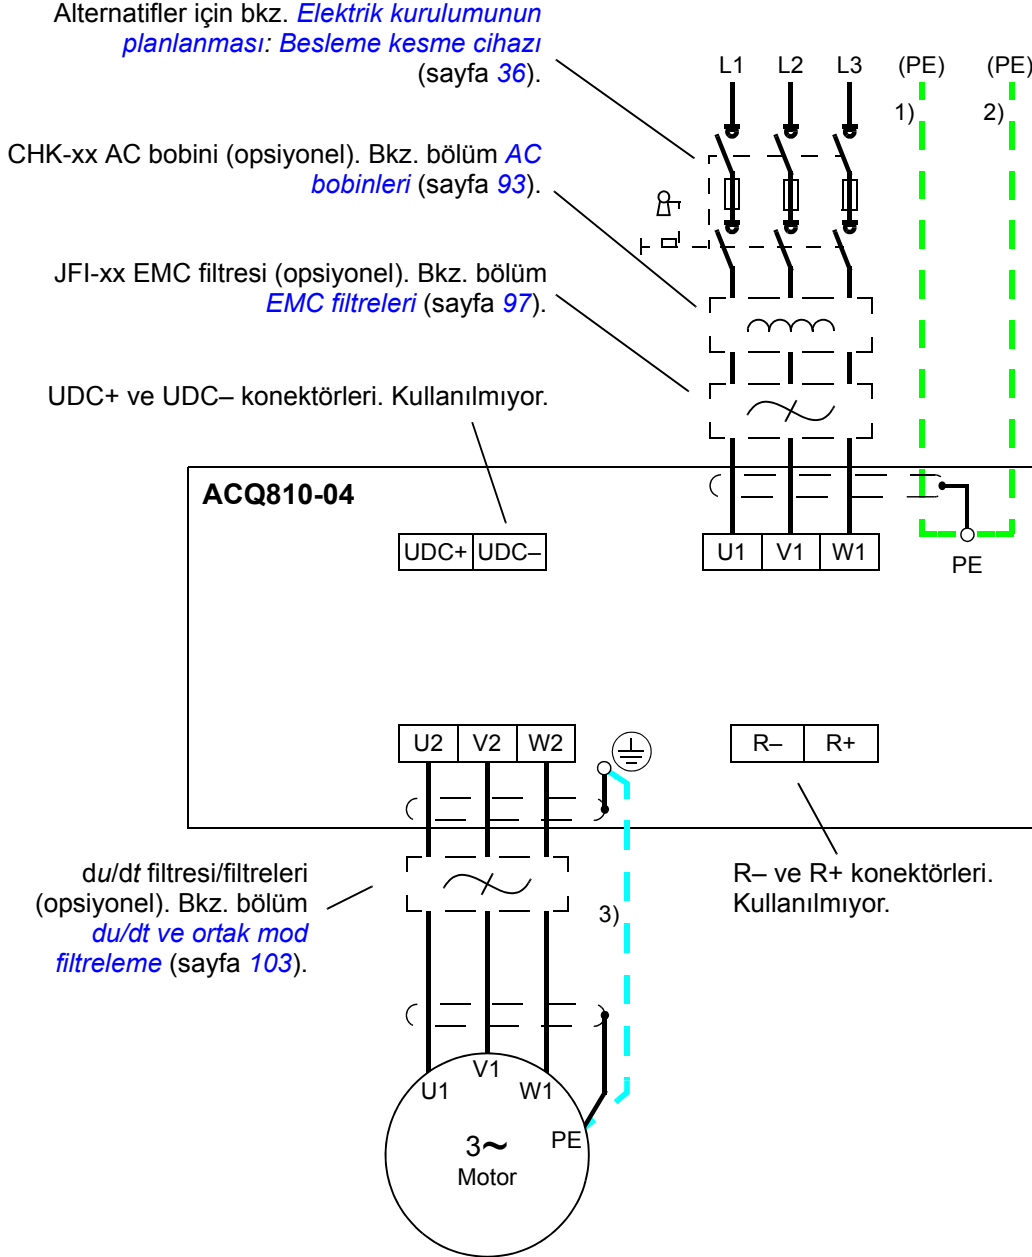 Alternatifler için bkz. Elektrik kurulumunun
planlanması: Besleme kesme cihazı
(sayfa 36).
L1 L2 L3 (PE) (PE)
1) 2)
CHK-xx AC bobini (opsiyonel). Bkz. bölüm AC
bobinleri (sayfa 93).
JFI-xx EMC filtresi (opsiyonel). Bkz. bölüm
EMC filtreleri (sayfa 97).
UDC+ ve UDC– konektörleri. Kullanılmıyor.
ACQ810-04
UDC+ UDC– U1 V1 W1
PE
U2 V2 W2 R– R+
du/dt filtresi/filtreleri
(opsiyonel). Bkz. bölüm
du/dt ve ortak mod
filtreleme (sayfa 103).
3)
R– ve R+ konektörleri.
Kullanılmıyor.
U1 V1 W1
PE
3~
Motor